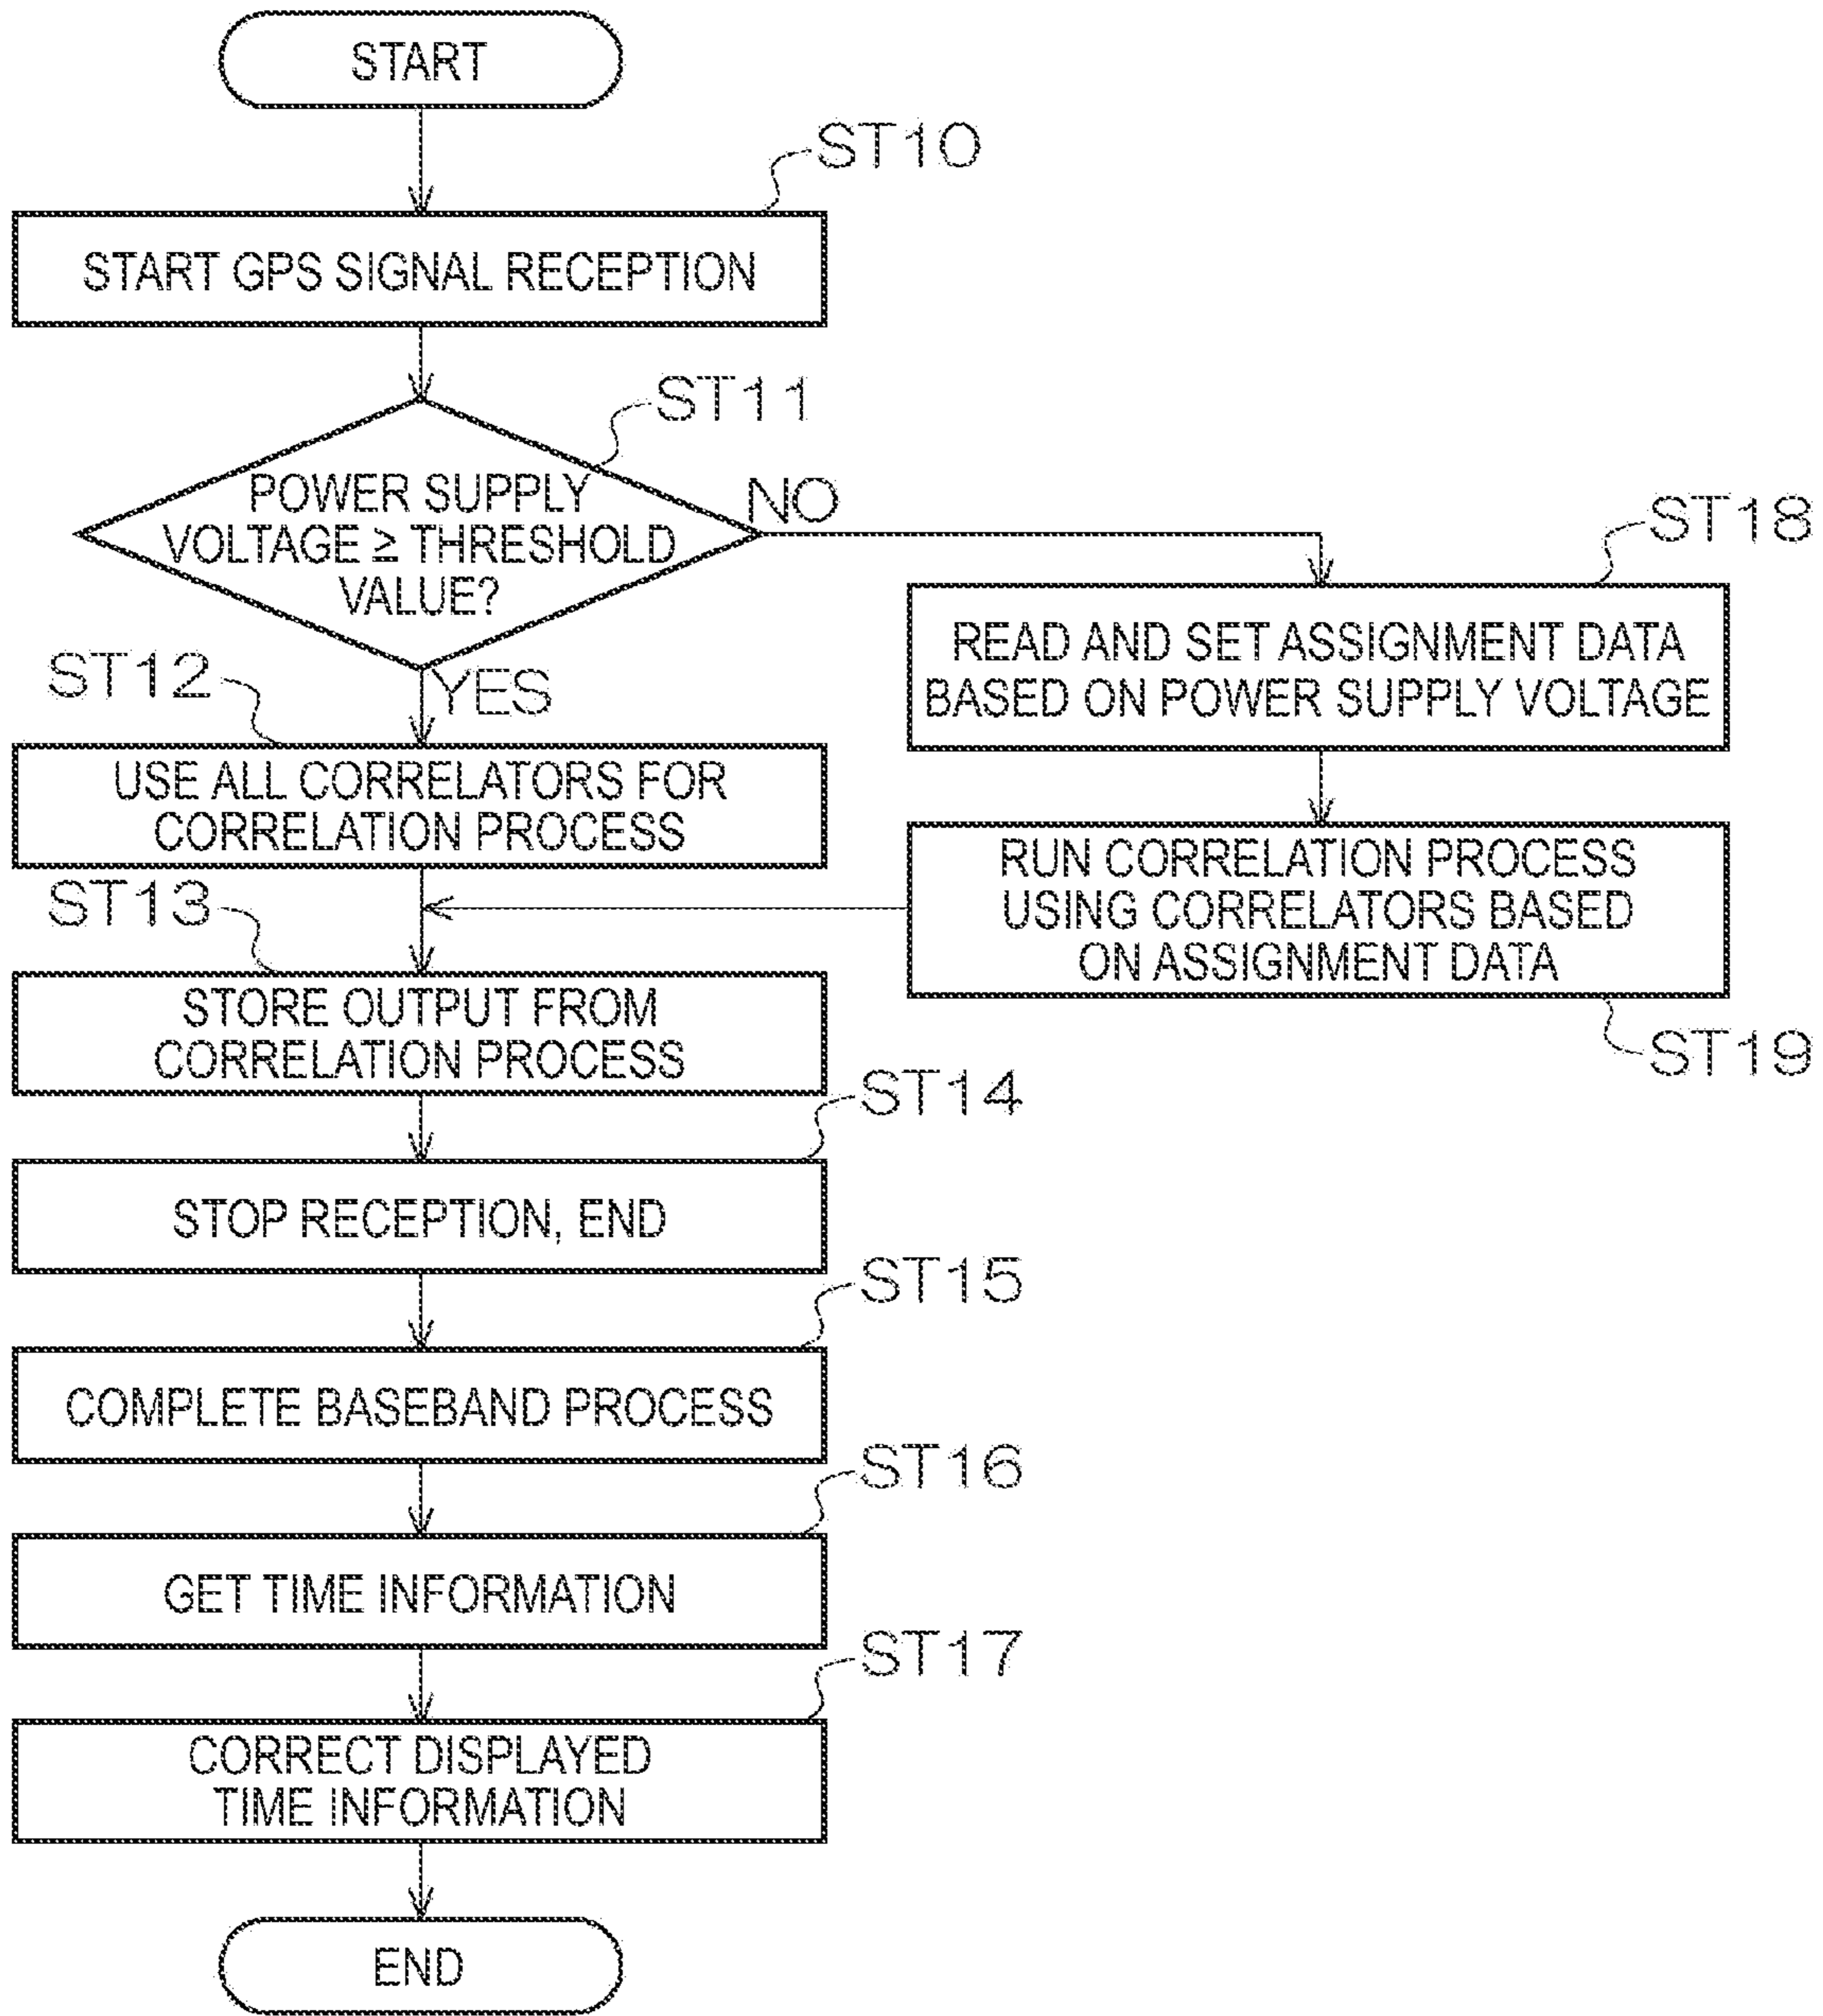 START
ST10
START GPS SIGNAL RECEPTION
ST11
POWER SUPPLY
VOLTAGE ≥ THRESHOLD
VALUE?
NO
YES
ST18
READ AND SET ASSIGNMENT DATA
BASED ON POWER SUPPLY VOLTAGE
ST12
USE ALL CORRELATORS FOR
CORRELATION PROCESS
RUN CORRELATION PROCESS
USING CORRELATORS BASED
ON ASSIGNMENT DATA
ST19
ST13
STORE OUTPUT FROM
CORRELATION PROCESS
ST14
STOP RECEPTION, END
ST15
COMPLETE BASEBAND PROCESS
ST16
GET TIME INFORMATION
ST17
CORRECT DISPLAYED
TIME INFORMATION
END